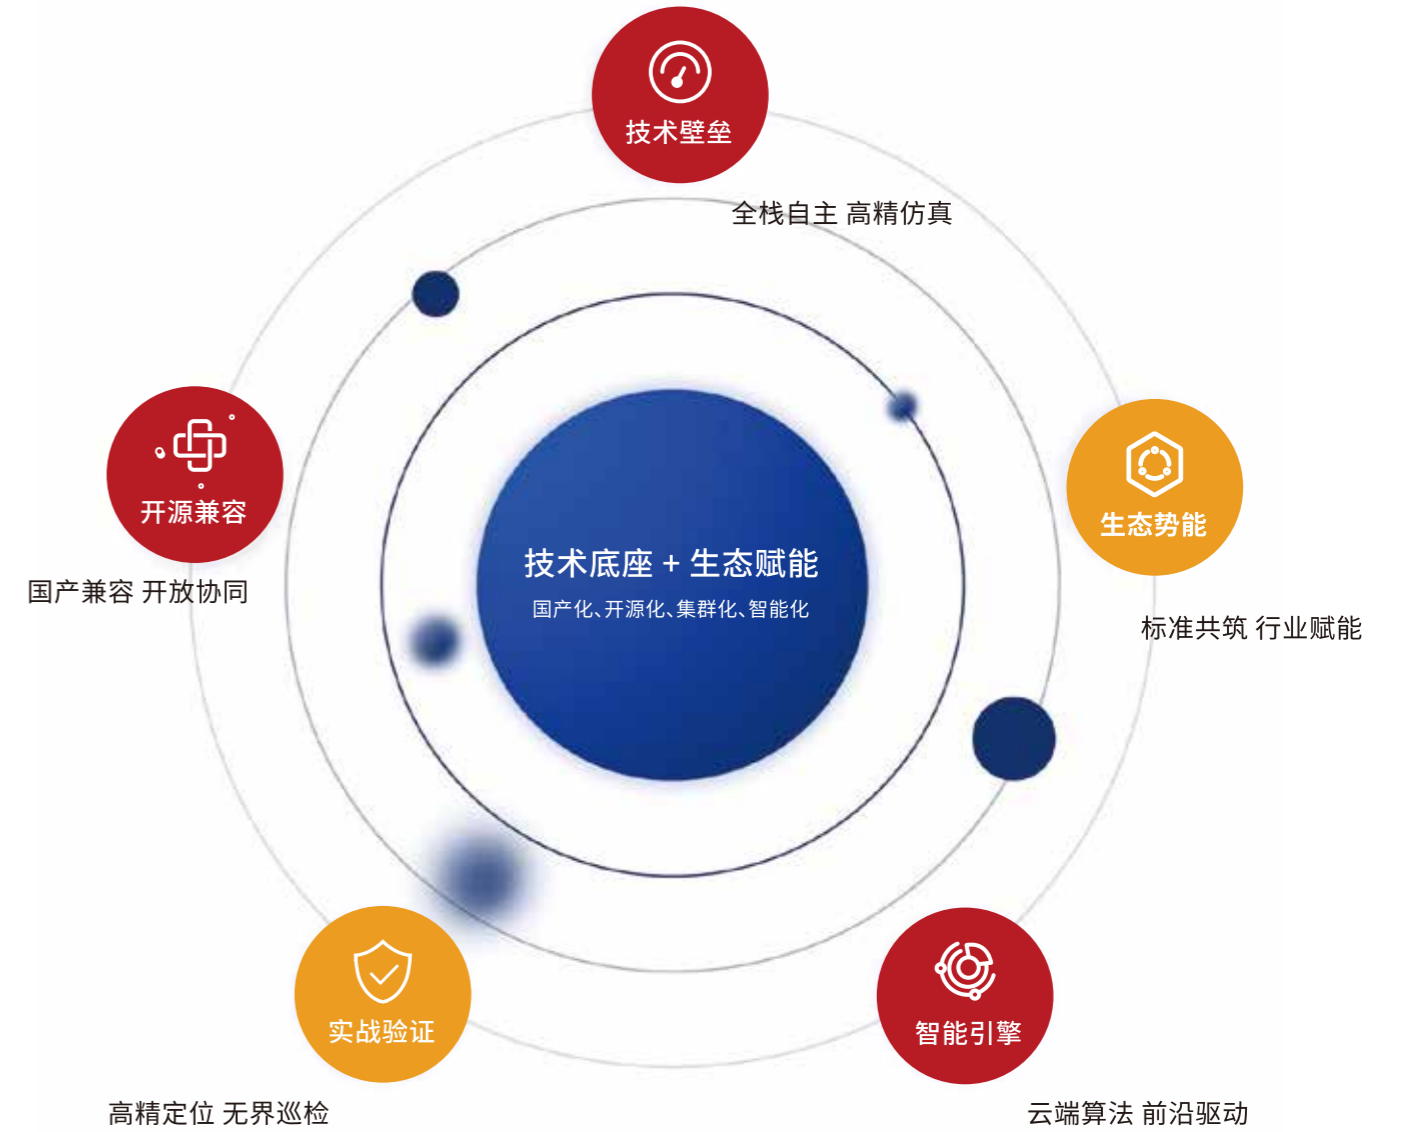 技术壁垒
全栈自主 高精仿真
开源兼容
国产兼容 开放协同
生态势能
标准共筑 行业赋能
技术底座 + 生态赋能
国产化、开源化、集群化、智能化
实战验证
高精定位 无界巡检
智能引擎
云端算法 前沿驱动